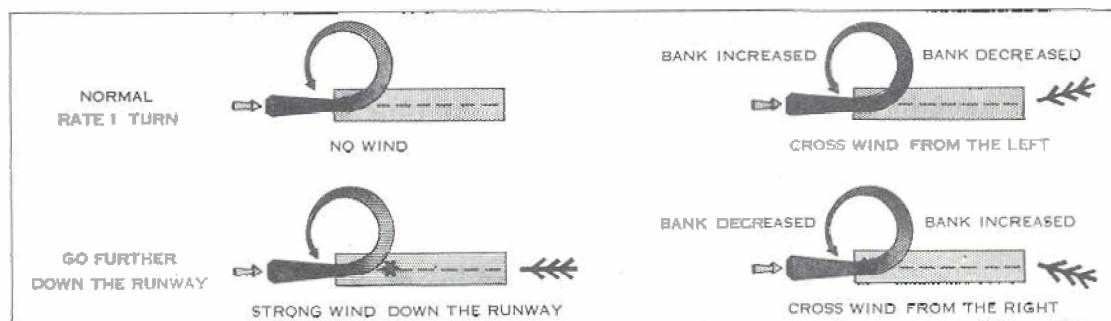 NORMAL
RATE 1 TURN
NO WIND
BANK INCREASED
BANK DECREASED
CROSS WIND FROM THE LEFT
GO FURTHER
DOWN THE RUNWAY
STRONG WIND DOWN THE RUNWAY
BANK DECREASED
BANK INCREASED
CROSS WIND FROM THE RIGHT